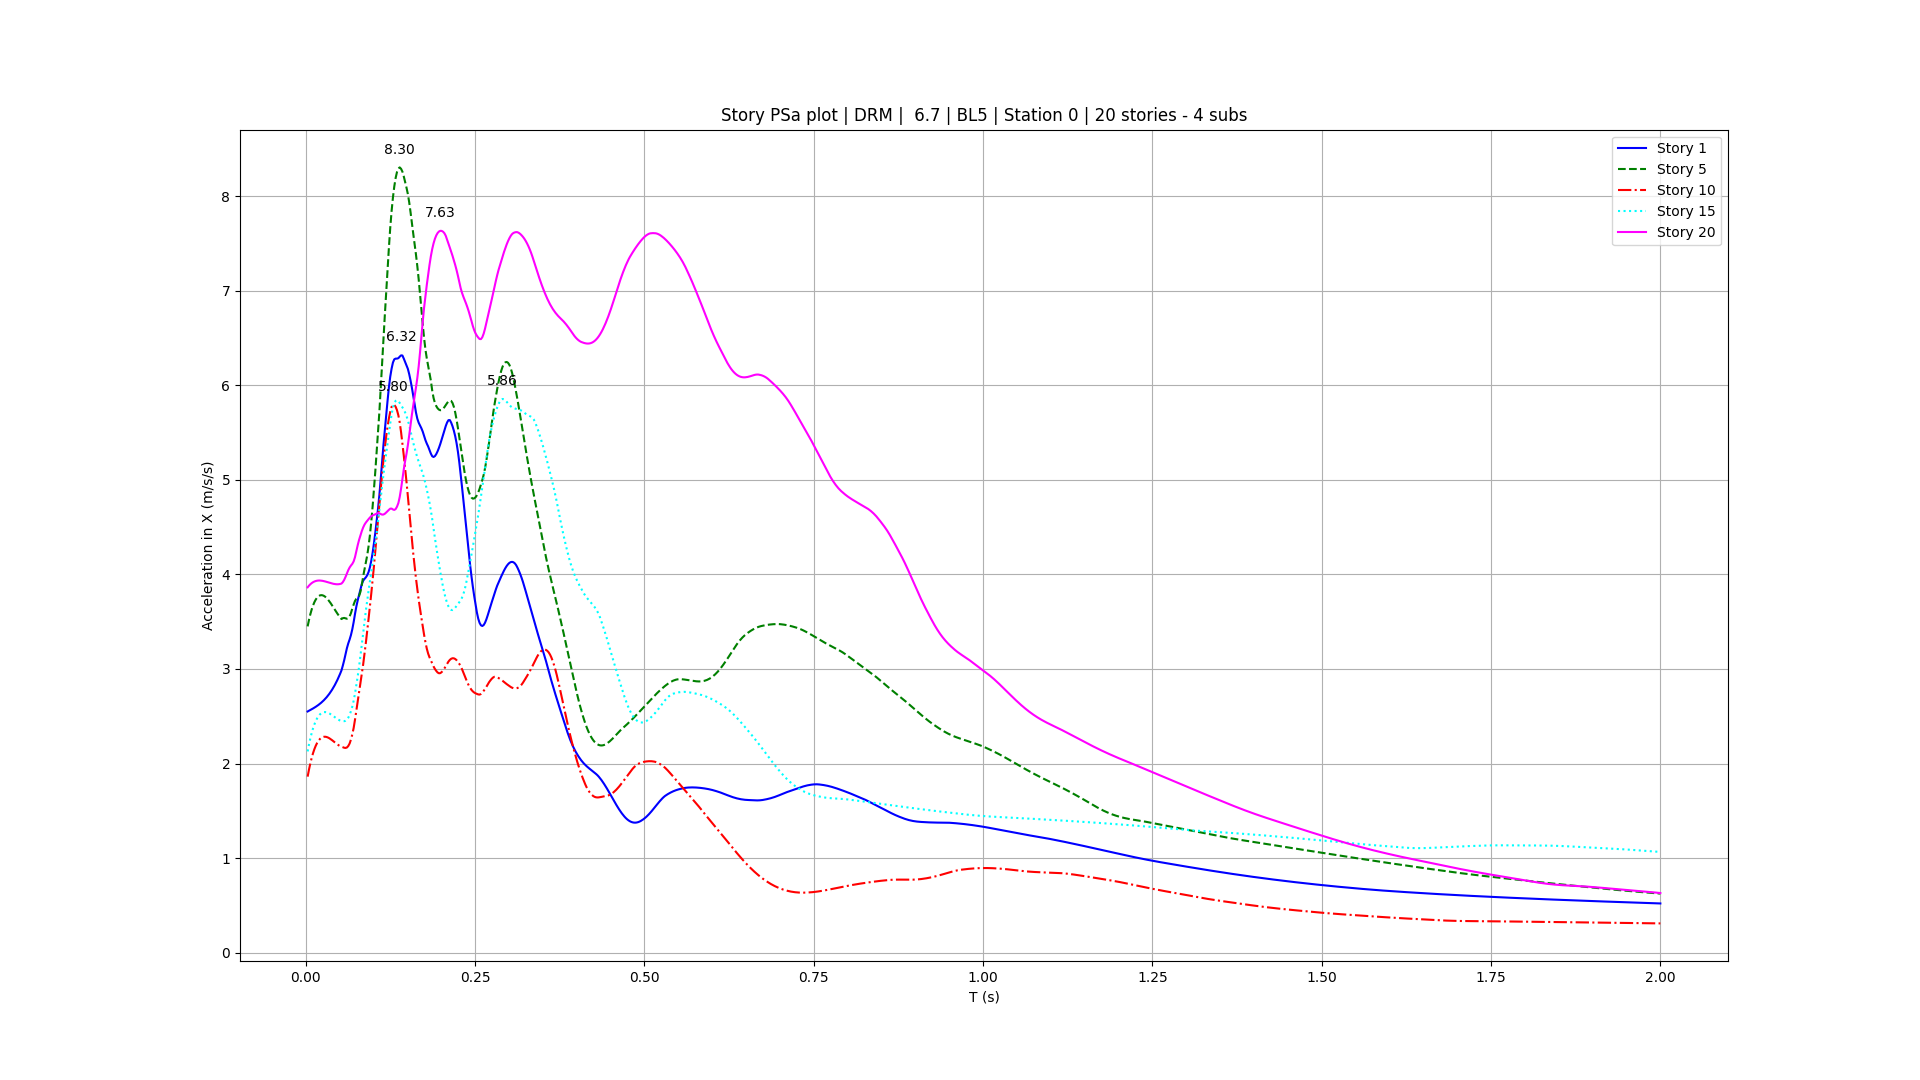 Story PSa plot | DRM |  6.7 | BL5 | Station 0 | 20 stories - 4 subs
8.30
7.63
6.32
5.80
5.86
Story 1
Story 5
Story 10
Story 15
Story 20
Acceleration in X (m/s/s)
8
7
6
5
4
3
2
1
0
0.00 0.25 0.50 0.75 1.00 1.25 1.50 1.75 2.00
T (s)